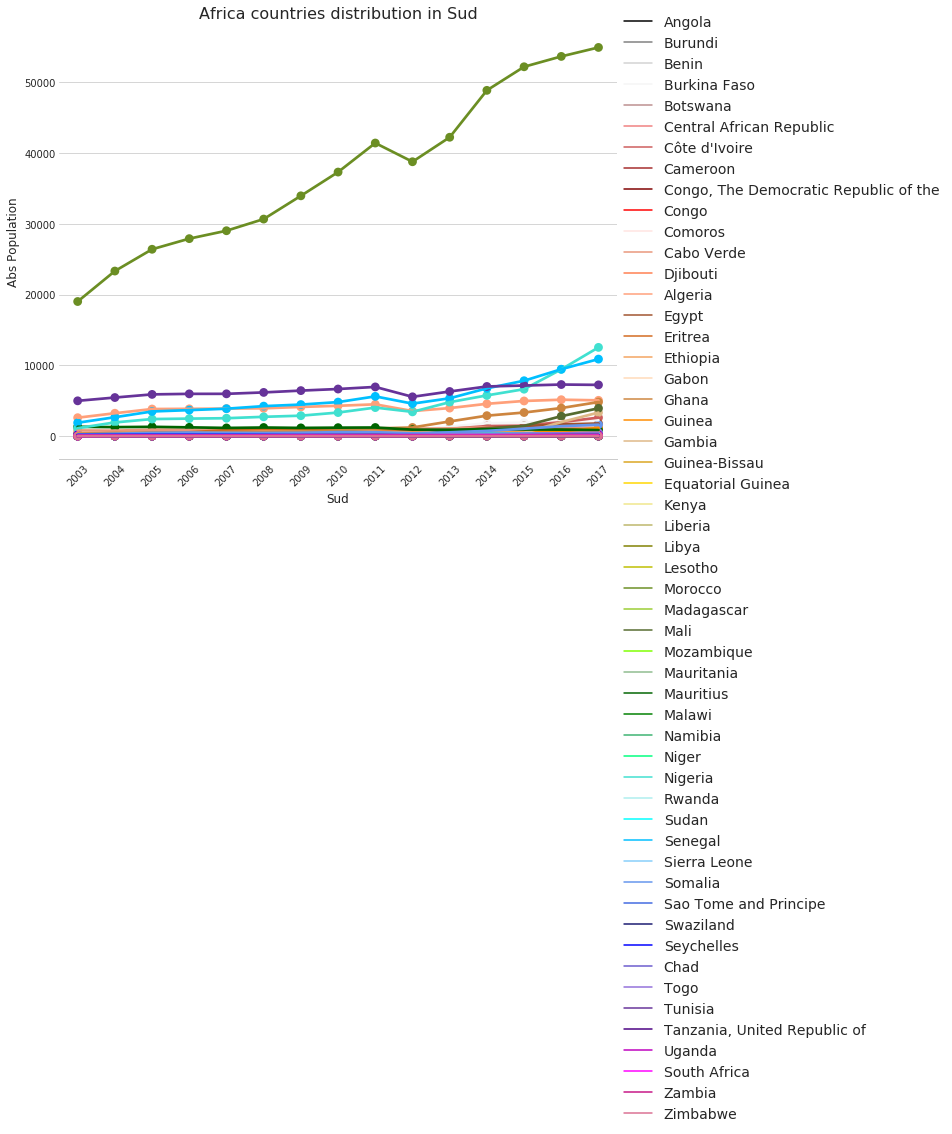 Africa countries distribution in Sud
Abs Population
50000
40000
30000
20000
10000
0
2003
2004
2005
2006
2007
2008
2009
2010
2011
2012
2013
2014
2015
2016
2017
Sud
Angola
Burundi
Benin
Burkina Faso
Botswana
Central African Republic
Côte d'Ivoire
Cameroon
Congo, The Democratic Republic of the
Congo
Comoros
Cabo Verde
Djibouti
Algeria
Egypt
Eritrea
Ethiopia
Gabon
Ghana
Guinea
Gambia
Guinea-Bissau
Equatorial Guinea
Kenya
Liberia
Libya
Lesotho
Morocco
Madagascar
Mali
Mozambique
Mauritania
Mauritius
Malawi
Namibia
Niger
Nigeria
Rwanda
Sudan
Senegal
Sierra Leone
Somalia
Sao Tome and Principe
Swaziland
Seychelles
Chad
Togo
Tunisia
Tanzania, United Republic of
Uganda
South Africa
Zambia
Zimbabwe